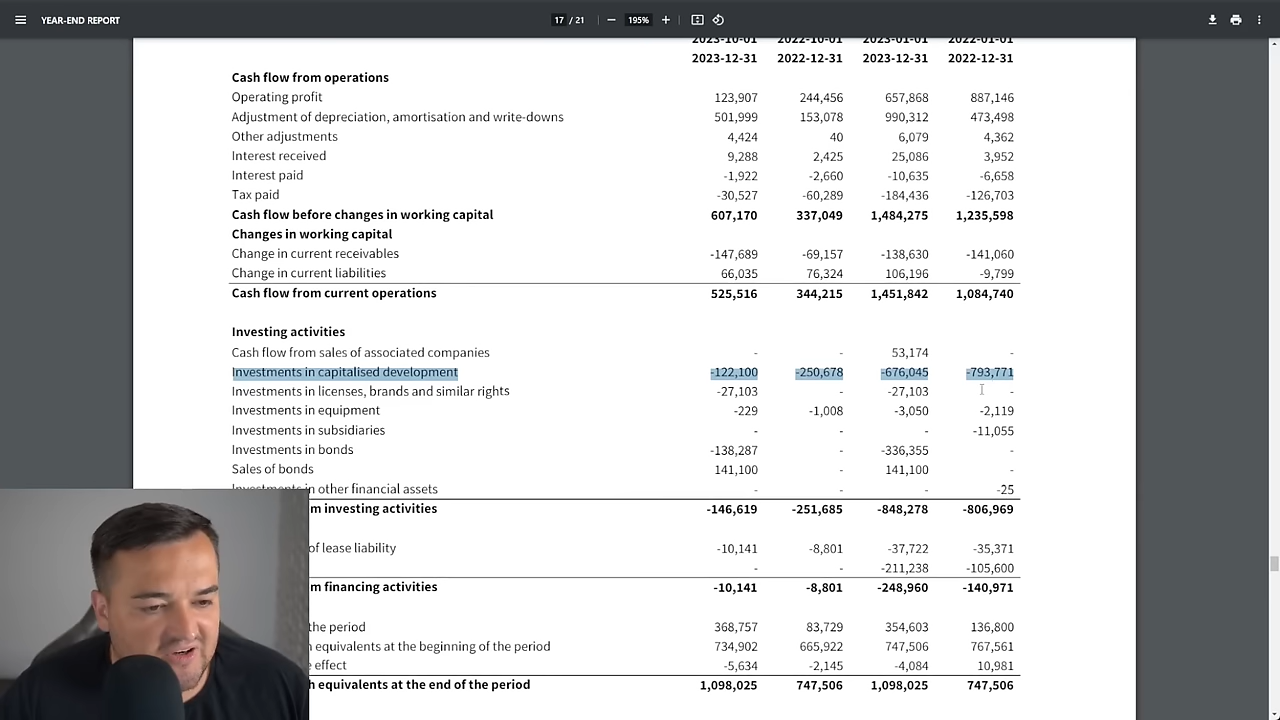 YEAR-END REPORT 17 / 21 195%
2023-10-01 2022-10-01 2023-01-01 2022-01-01
2023-12-31 2022-12-31 2023-12-31 2022-12-31
Cash flow from operations
Operating profit 123,907 244,456 657,868 887,146
Adjustment of depreciation, amortisation and write-downs 501,999 153,078 990,312 473,498
Other adjustments 4,424 40 6,079 4,362
Interest received 9,288 2,425 25,086 3,952
Interest paid -1,922 -2,660 -10,635 -6,658
Tax paid -30,527 -60,289 -184,436 -126,703
Cash flow before changes in working capital 607,170 337,049 1,484,275 1,235,598
Changes in working capital
Change in current receivables -147,689 -69,157 -138,630 -141,060
Change in current liabilities 66,035 76,324 106,196 -9,799
Cash flow from current operations 525,516 344,215 1,451,842 1,084,740
Investing activities
Cash flow from sales of associated companies - - 53,174 -
Investments in capitalised development -122,100 -250,678 -676,045 -793,771
Investments in licenses, brands and similar rights -27,103 - -27,103 -
Investments in equipment -229 -1,008 -3,050 -2,119
Investments in subsidiaries - - - -11,055
Investments in bonds -138,287 - -336,355 -
Sales of bonds 141,100 - 141,100 -
Investments in other financial assets - - - -25
m investing activities -146,619 -251,685 -848,278 -806,969
of lease liability -10,141 -8,801 -37,722 -35,371
- - -211,238 -105,600
m financing activities -10,141 -8,801 -248,960 -140,971
the period 368,757 83,729 354,603 136,800
h equivalents at the beginning of the period 734,902 665,922 747,506 767,561
e effect -5,634 -2,145 -4,084 10,981
h equivalents at the end of the period 1,098,025 747,506 1,098,025 747,506